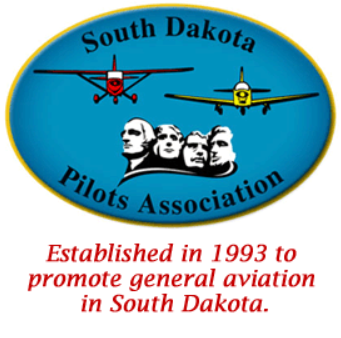 South Dakota
Pilots Association
Established in 1993 to
promote general aviation
in South Dakota.